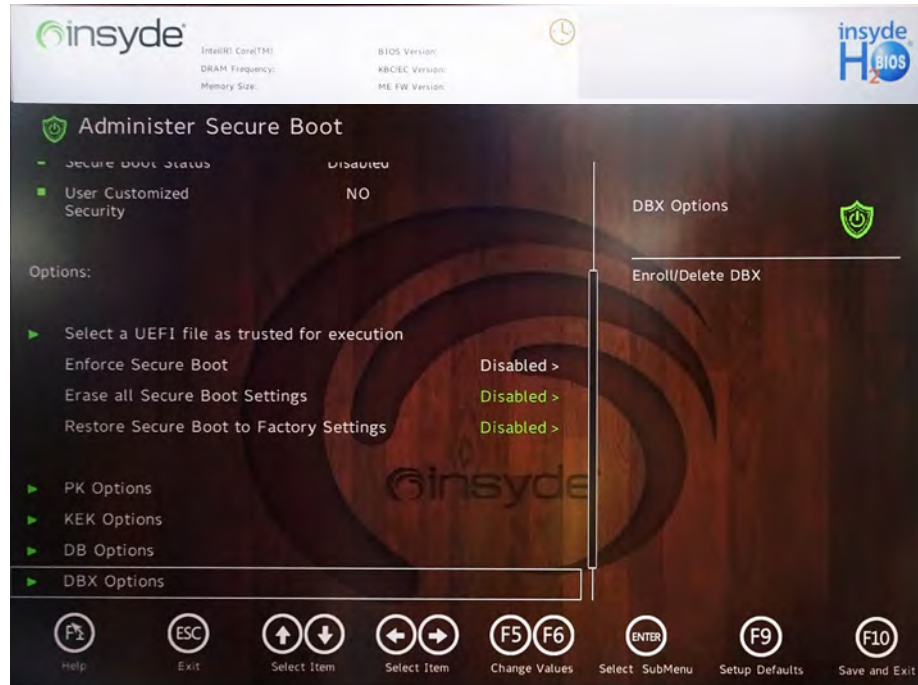 insyde
Intel(R) Core(TM)
BIOS Version:
DRAM Frequency:
KBC/EC Version:
Memory Size:
ME FW Version:
insyde
H2O
BIOS
Administer Secure Boot
Secure Boot Status Disabled
User Customized NO
Security
DBX Options
Options:
Enroll/Delete DBX
Select a UEFI file as trusted for execution
Enforce Secure Boot Disabled >
Erase all Secure Boot Settings Disabled >
Restore Secure Boot to Factory Settings Disabled >
insyde
PK Options
KEK Options
DB Options
DBX Options
F1 ESC F5 F6 ENTER F9 F10
Help Exit Select Item Select Item Change Values Select SubMenu Setup Defaults Save and Exit